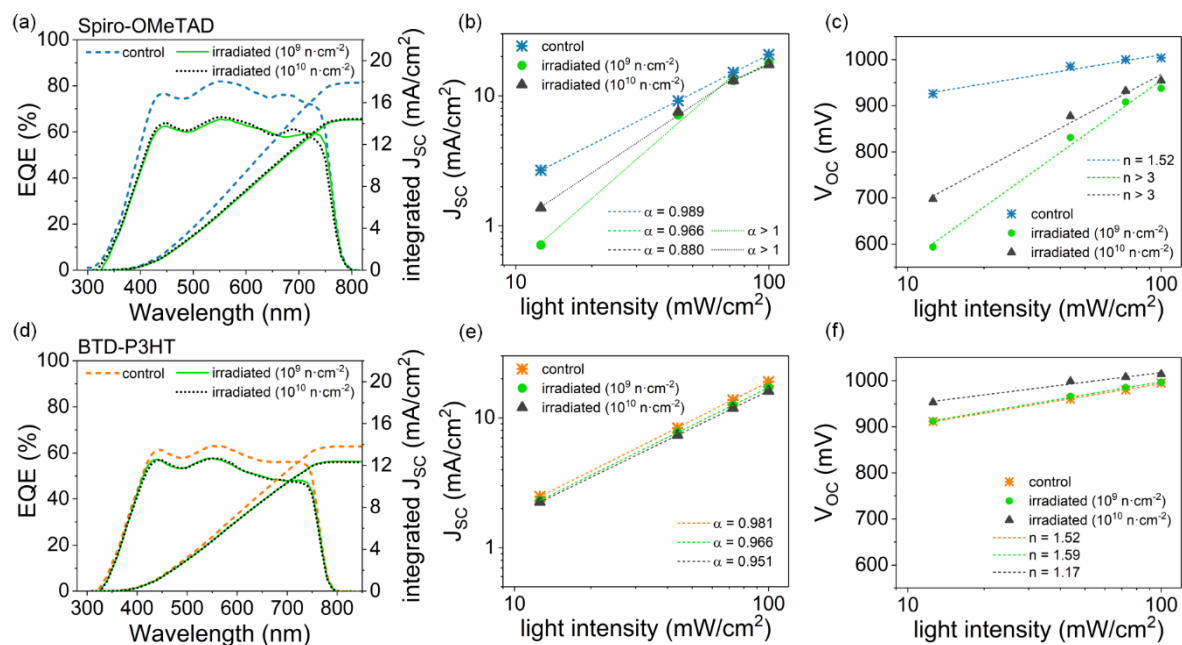 (a)
Spiro-OMeTAD
control
irradiated (10⁹ n·cm⁻²)
irradiated (10¹⁰ n·cm⁻²)
100
80
60
40
20
0
EQE (%)
22
20
16
12
8
4
0
integrated J_SC (mA/cm²)
300 400 500 600 700 800
Wavelength (nm)
(b)
control
irradiated (10⁹ n·cm⁻²)
irradiated (10¹⁰ n·cm⁻²)
10
1
J_SC (mA/cm²)
α = 0.989
α = 0.966
α > 1
α = 0.880
α > 1
10 100
light intensity (mW/cm²)
(c)
1000
900
800
700
600
V_OC (mV)
n = 1.52
n > 3
n > 3
control
irradiated (10⁹ n·cm⁻²)
irradiated (10¹⁰ n·cm⁻²)
10 100
light intensity (mW/cm²)
(d)
BTD-P3HT
control
irradiated (10⁹ n·cm⁻²)
irradiated (10¹⁰ n·cm⁻²)
100
80
60
40
20
0
EQE (%)
20
16
12
8
4
0
integrated J_SC (mA/cm²)
300 400 500 600 700 800
Wavelength (nm)
(e)
control
irradiated (10⁹ n·cm⁻²)
irradiated (10¹⁰ n·cm⁻²)
10
1
J_SC (mA/cm²)
α = 0.981
α = 0.966
α = 0.951
10 100
light intensity (mW/cm²)
(f)
1000
900
800
700
600
V_OC (mV)
control
irradiated (10⁹ n·cm⁻²)
irradiated (10¹⁰ n·cm⁻²)
n = 1.52
n = 1.59
n = 1.17
10 100
light intensity (mW/cm²)